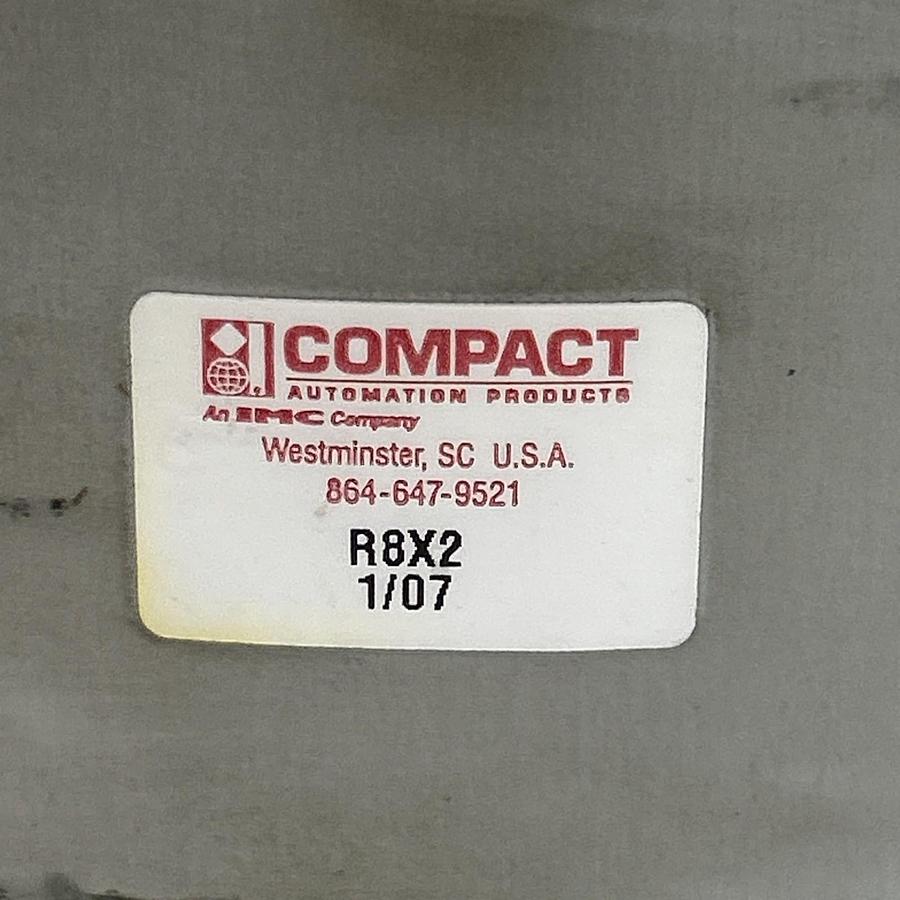 COMPACT
AUTOMATION PRODUCTS
An IMC Company
Westminster, SC U.S.A.
864-647-9521
R8X2
1/07